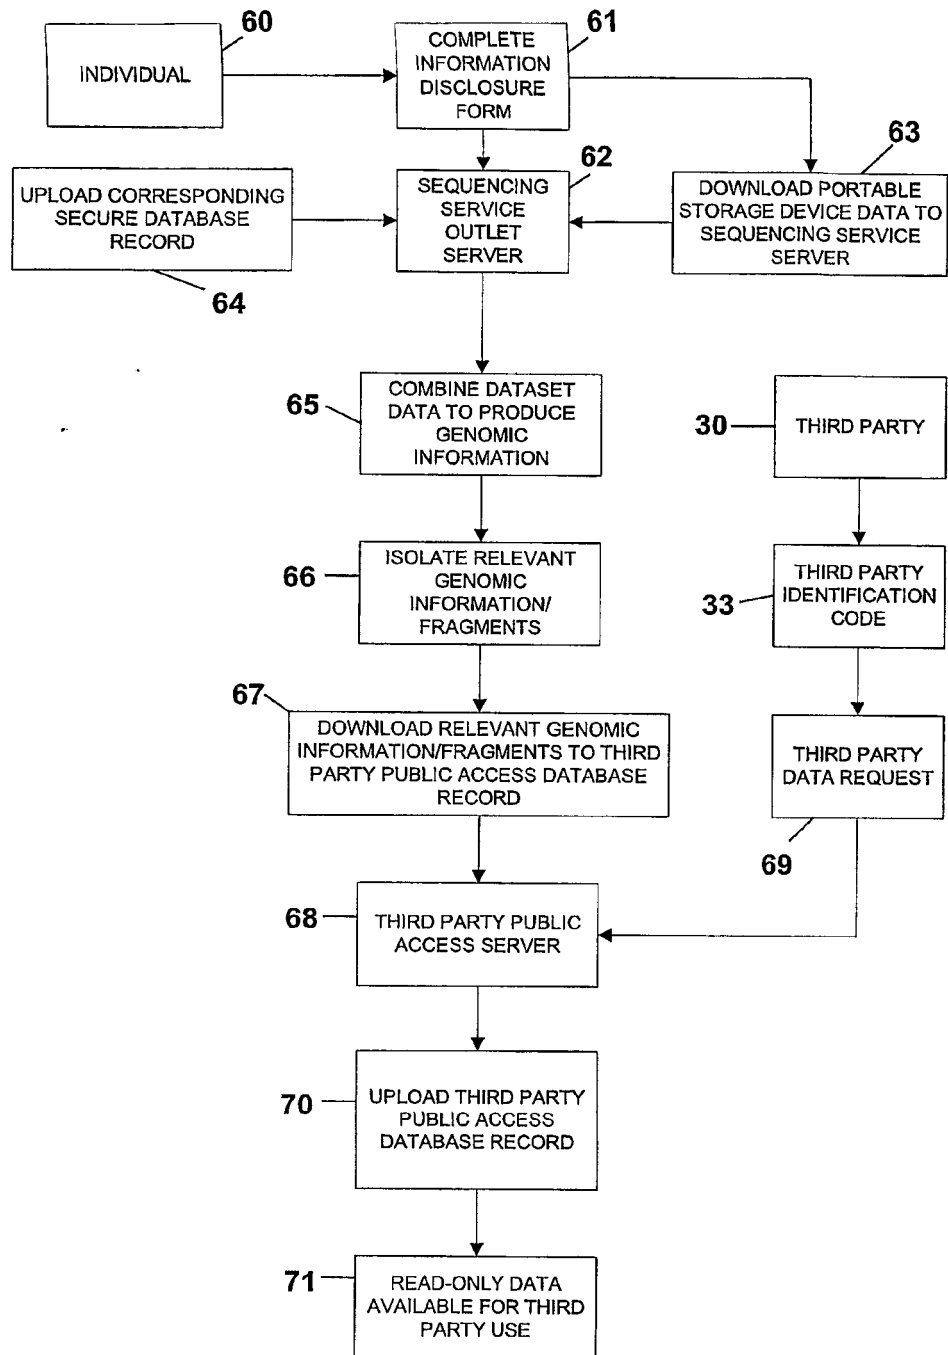 60
INDIVIDUAL
61
COMPLETE
INFORMATION
DISCLOSURE
FORM
63
DOWNLOAD PORTABLE
STORAGE DEVICE DATA TO
SEQUENCING SERVICE
SERVER
62
SEQUENCING
SERVICE
OUTLET
SERVER
UPLOAD CORRESPONDING
SECURE DATABASE
RECORD
64
65
COMBINE DATASET
DATA TO PRODUCE
GENOMIC
INFORMATION
30
THIRD PARTY
66
ISOLATE RELEVANT
GENOMIC
INFORMATION/
FRAGMENTS
33
THIRD PARTY
IDENTIFICATION
CODE
67
DOWNLOAD RELEVANT GENOMIC
INFORMATION/FRAGMENTS TO THIRD
PARTY PUBLIC ACCESS DATABASE
RECORD
THIRD PARTY
DATA REQUEST
69
68
THIRD PARTY PUBLIC
ACCESS SERVER
70
UPLOAD THIRD PARTY
PUBLIC ACCESS
DATABASE RECORD
71
READ-ONLY DATA
AVAILABLE FOR THIRD
PARTY USE